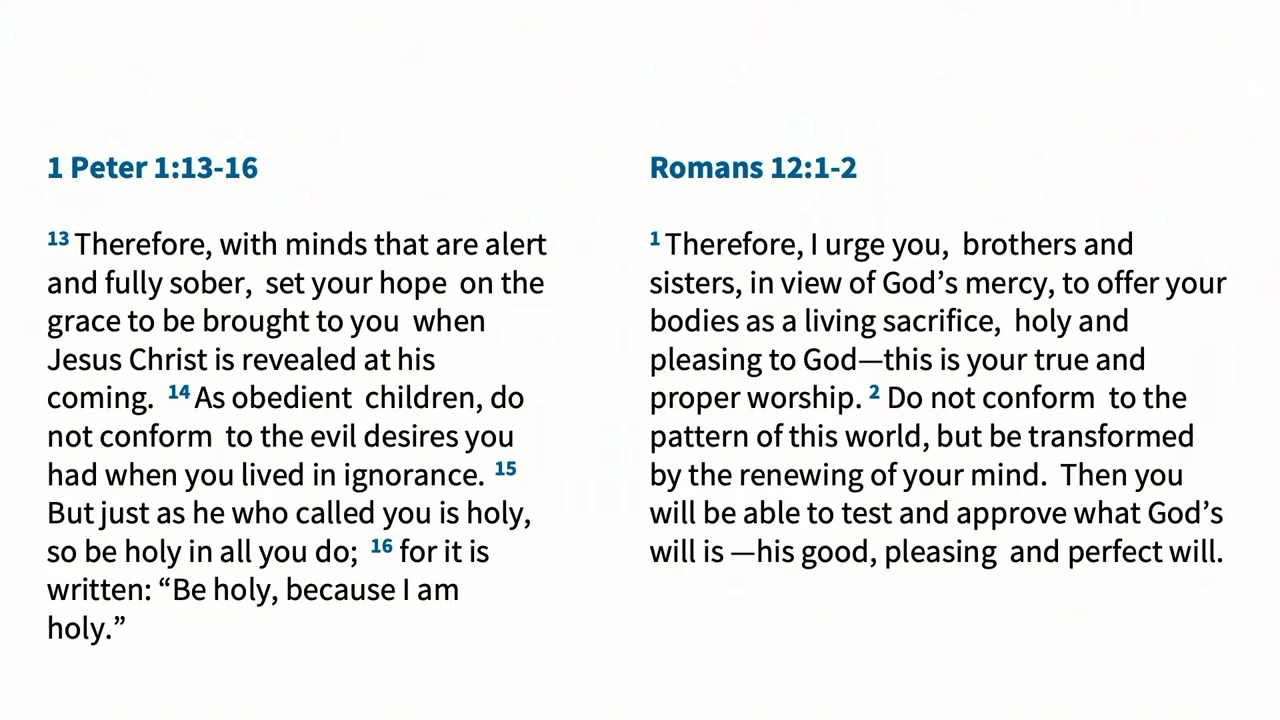 1 Peter 1:13-16
13 Therefore, with minds that are alert
and fully sober, set your hope on the
grace to be brought to you when
Jesus Christ is revealed at his
coming. 14 As obedient children, do
not conform to the evil desires you
had when you lived in ignorance. 15
But just as he who called you is holy,
so be holy in all you do; 16 for it is
written: “Be holy, because I am
holy.”
Romans 12:1-2
1 Therefore, I urge you, brothers and
sisters, in view of God’s mercy, to offer your
bodies as a living sacrifice, holy and
pleasing to God—this is your true and
proper worship. 2 Do not conform to the
pattern of this world, but be transformed
by the renewing of your mind. Then you
will be able to test and approve what God’s
will is —his good, pleasing and perfect will.